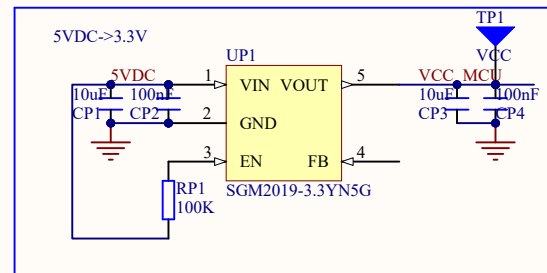 TP1
5VDC->3.3V
UP1
VCC
5VDC
1
VIN
VOUT
5
VCC_MCU
10uF
100nF
10uF
100nF
CP1
CP2
2
GND
CP3
CP4
3
EN
FB
4
RP1
100K
SGM2019-3.3YN5G